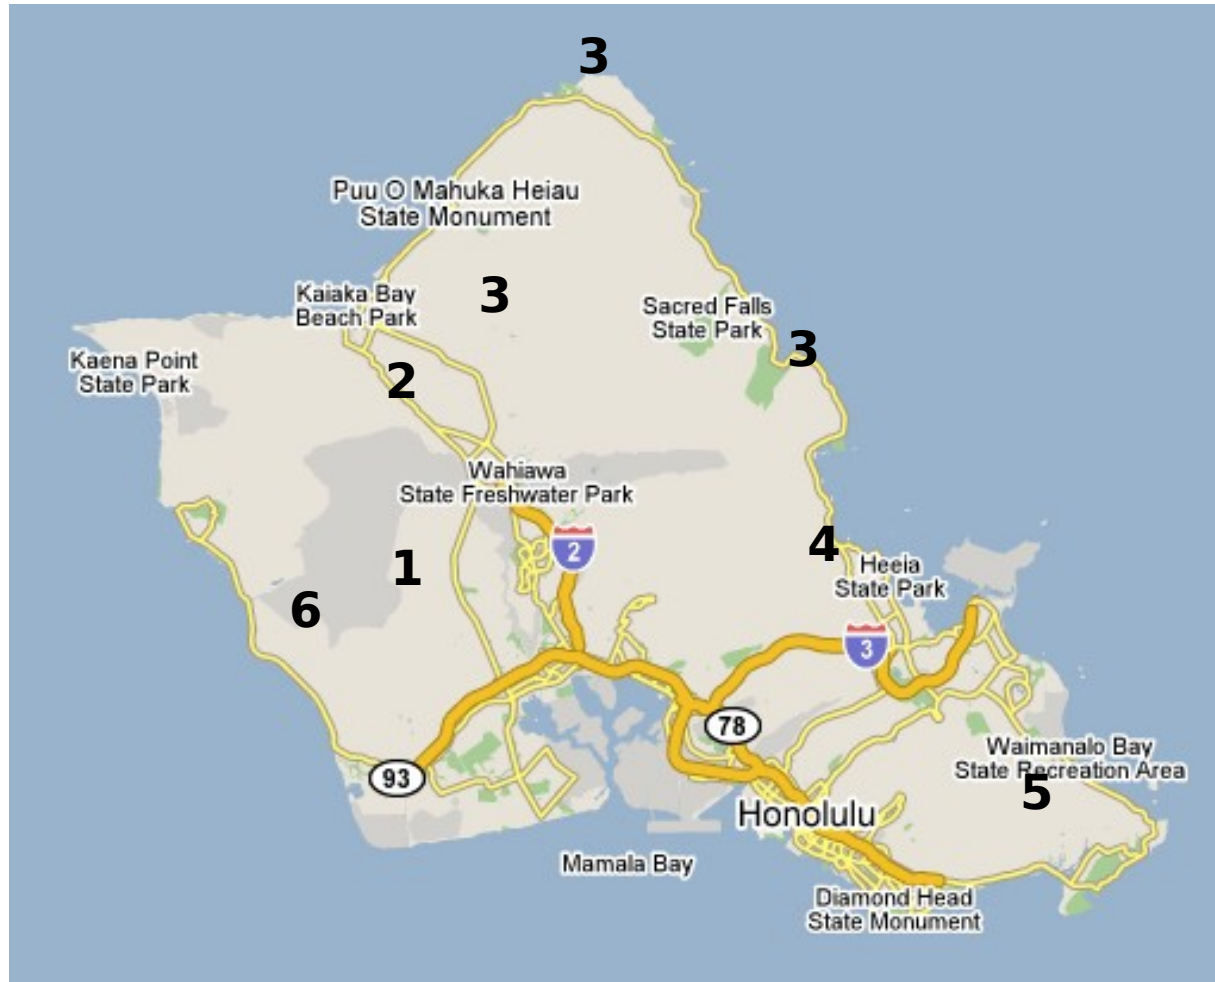 3
Puu O Mahuka Heiau
State Monument
3
Kaiaka Bay
Beach Park
Sacred Falls
State Park
3
Kaena Point
State Park
2
Wahiawa
State Freshwater Park
2
4
1
Heeia
State Park
6
3
78
93
Waimanalo Bay
State Recreation Area
5
Honolulu
Mamala Bay
Diamond Head
State Monument